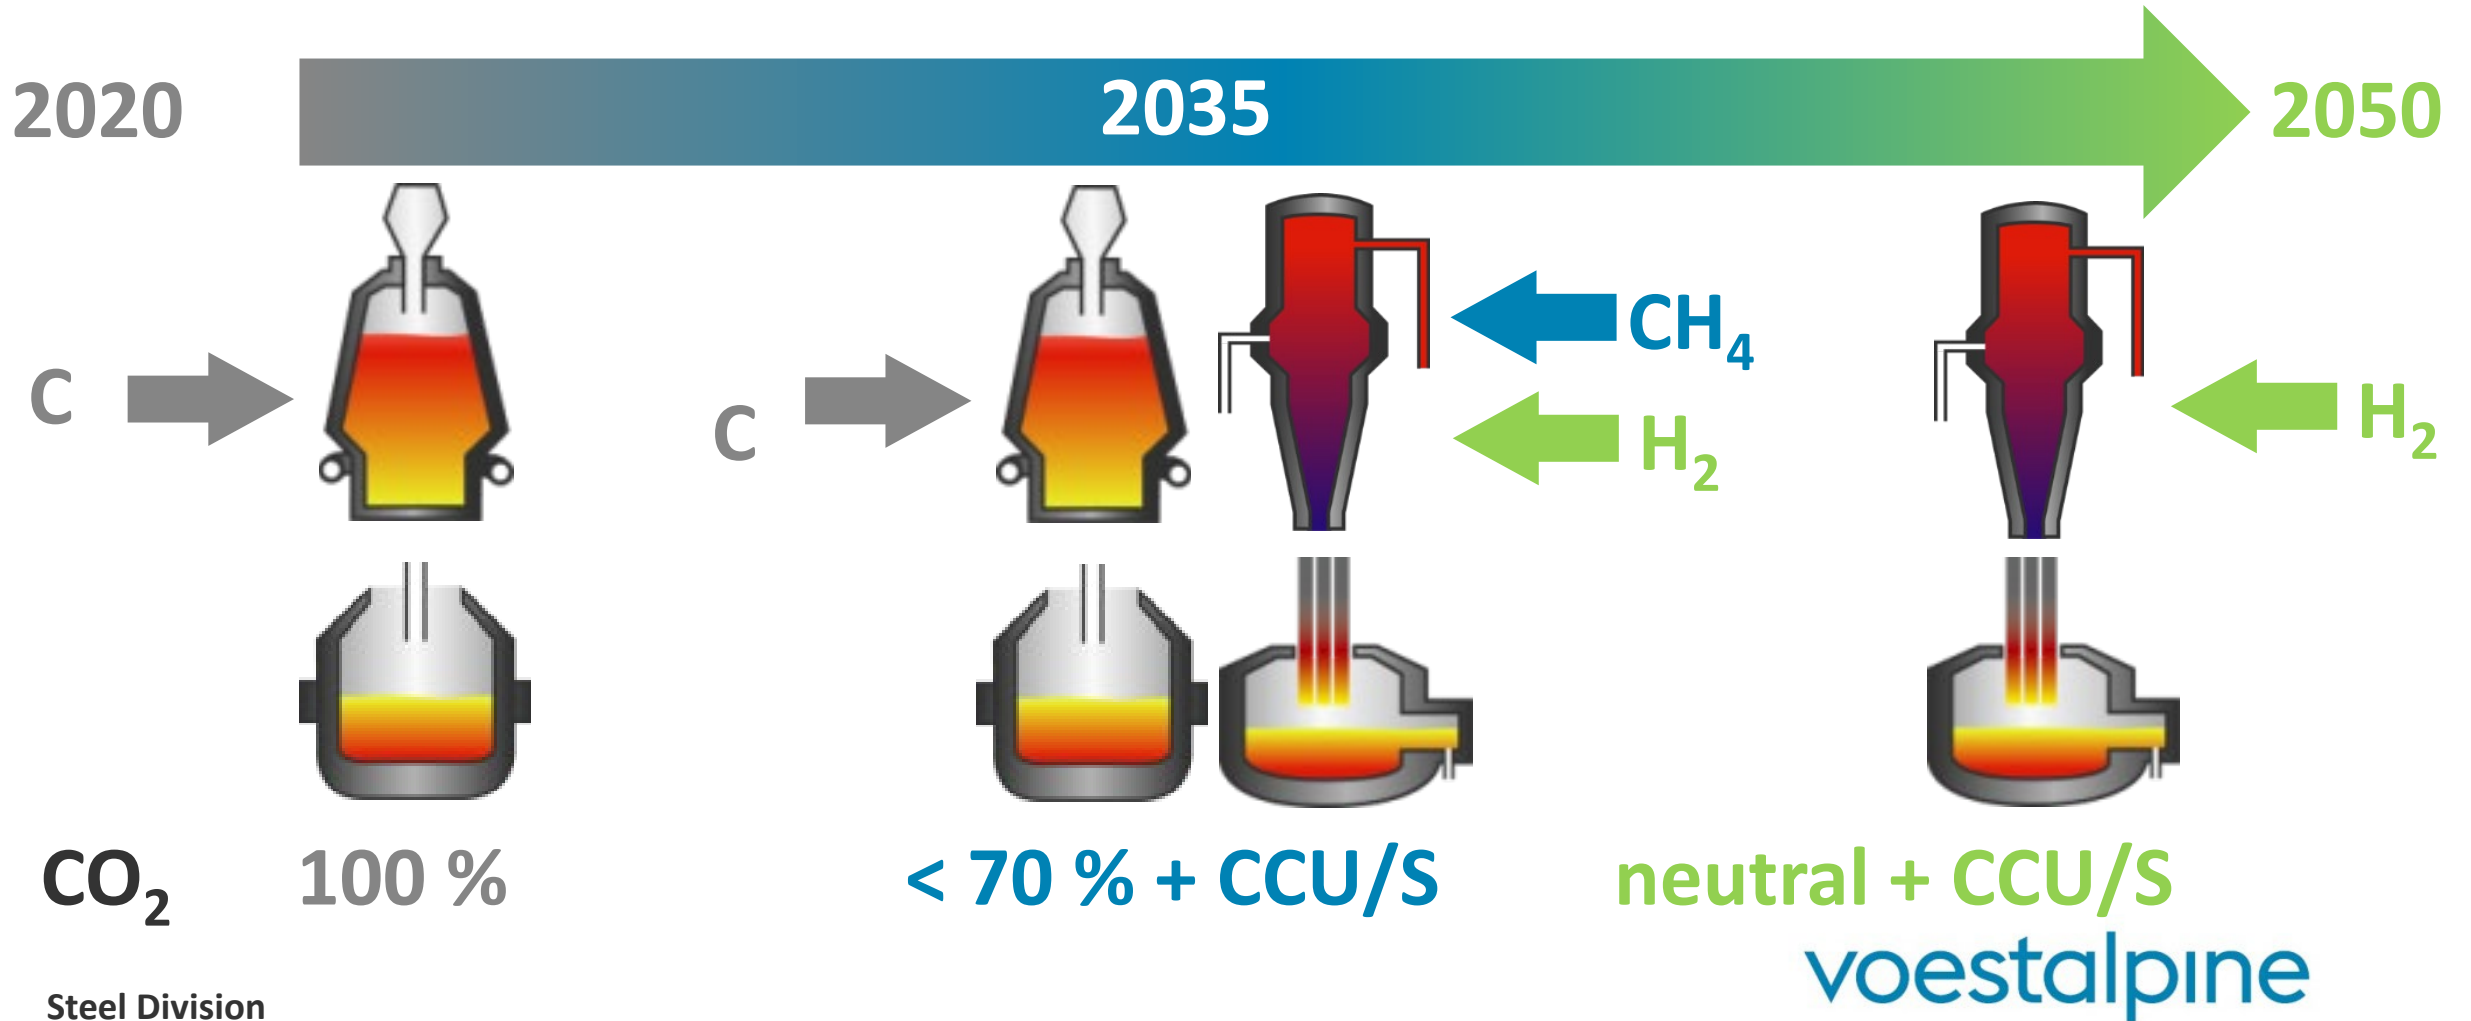 2020
2035
2050
C
C
CH₄
H₂
H₂
CO₂
100 %
< 70 % + CCU/S
neutral + CCU/S
voestalpine
Steel Division